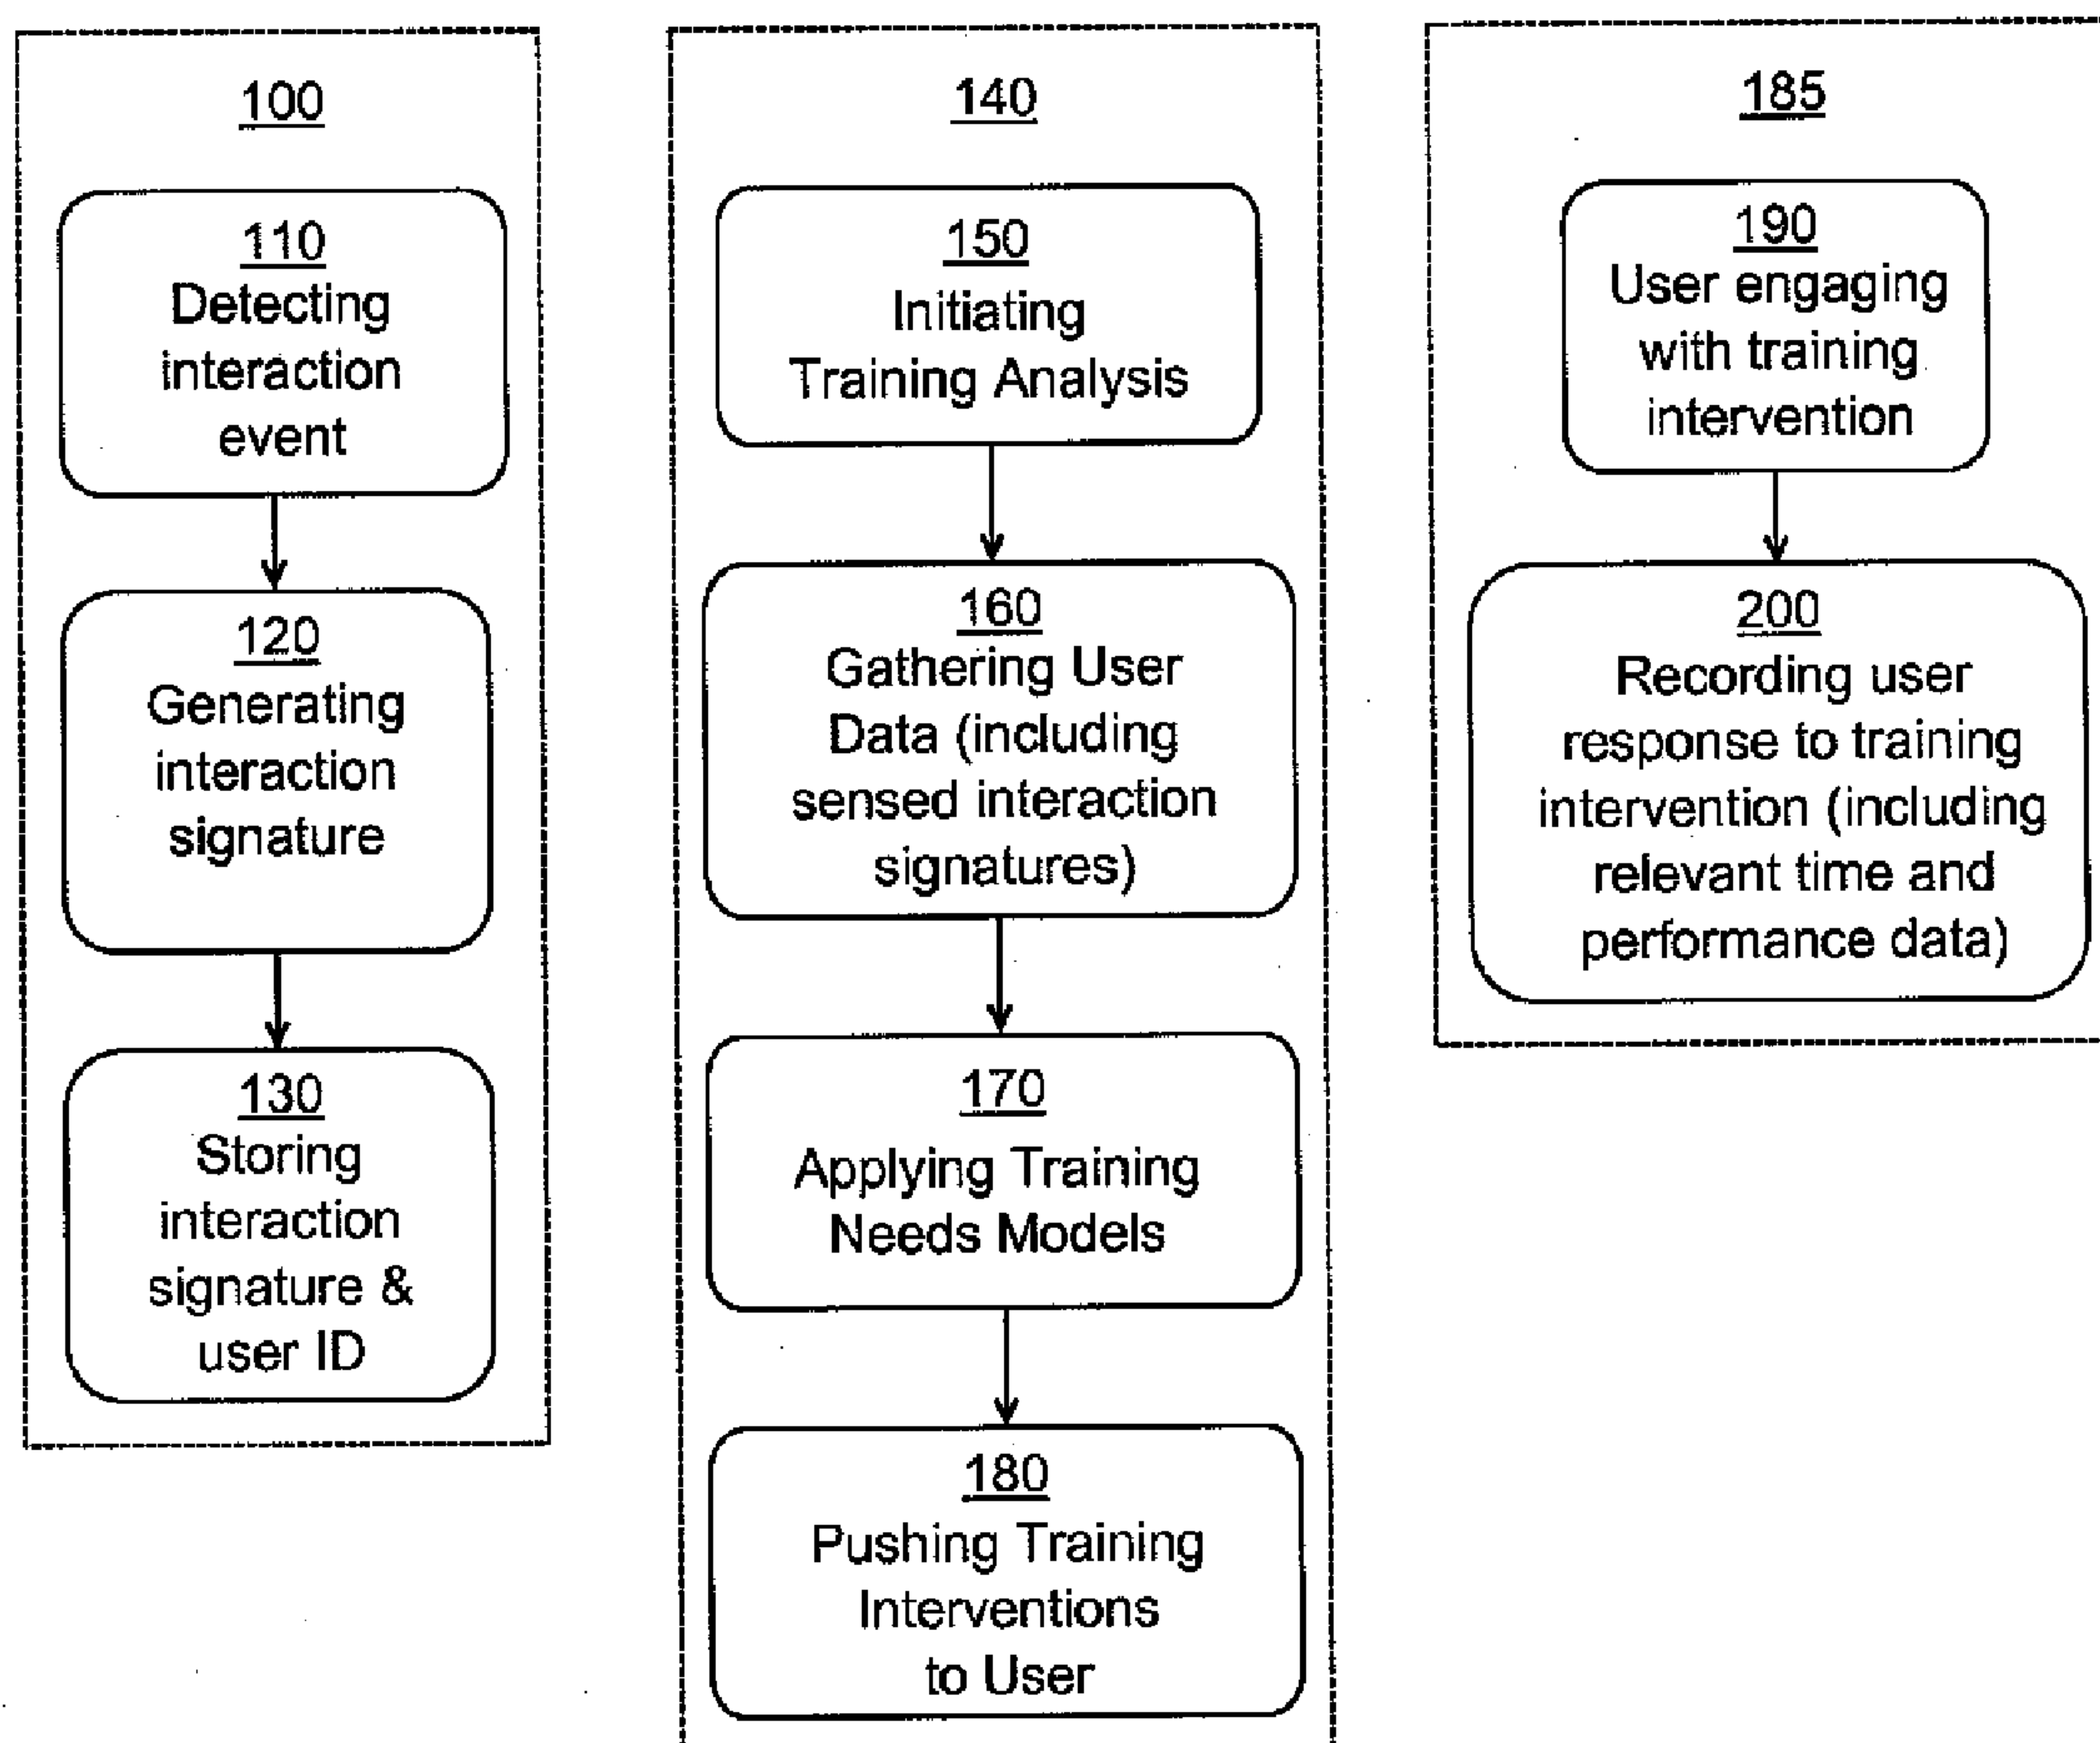 100
110
Detecting
interaction
event
120
Generating
interaction
signature
130
Storing
interaction
signature &
user ID
140
150
Initiating
Training Analysis
160
Gathering User
Data (including
sensed interaction
signatures)
170
Applying Training
Needs Models
180
Pushing Training
Interventions
to User
185
190
User engaging
with training
intervention
200
Recording user
response to training
intervention (including
relevant time and
performance data)